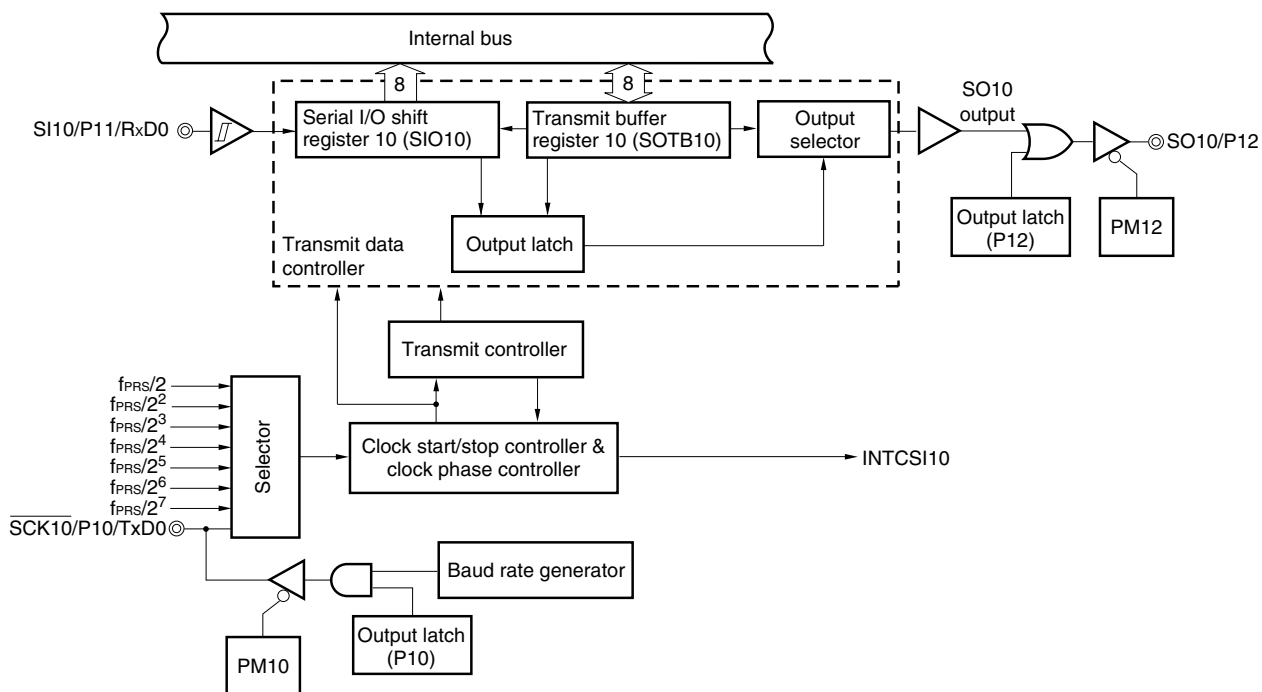 Internal bus
8
8
SI10/P11/RxD0
Serial I/O shift
register 10 (SIO10)
Transmit buffer
register 10 (SOTB10)
Output
selector
SO10
output
SO10/P12
Output latch
(P12)
PM12
Output latch
Transmit data
controller
Transmit controller
fPRS/2
fPRS/2²
fPRS/2³
fPRS/2⁴
fPRS/2⁵
fPRS/2⁶
fPRS/2⁷
S̅C̅K̅1̅0̅/P10/TxD0
Selector
Clock start/stop controller &
clock phase controller
INTCSI10
Baud rate generator
Output latch
(P10)
PM10